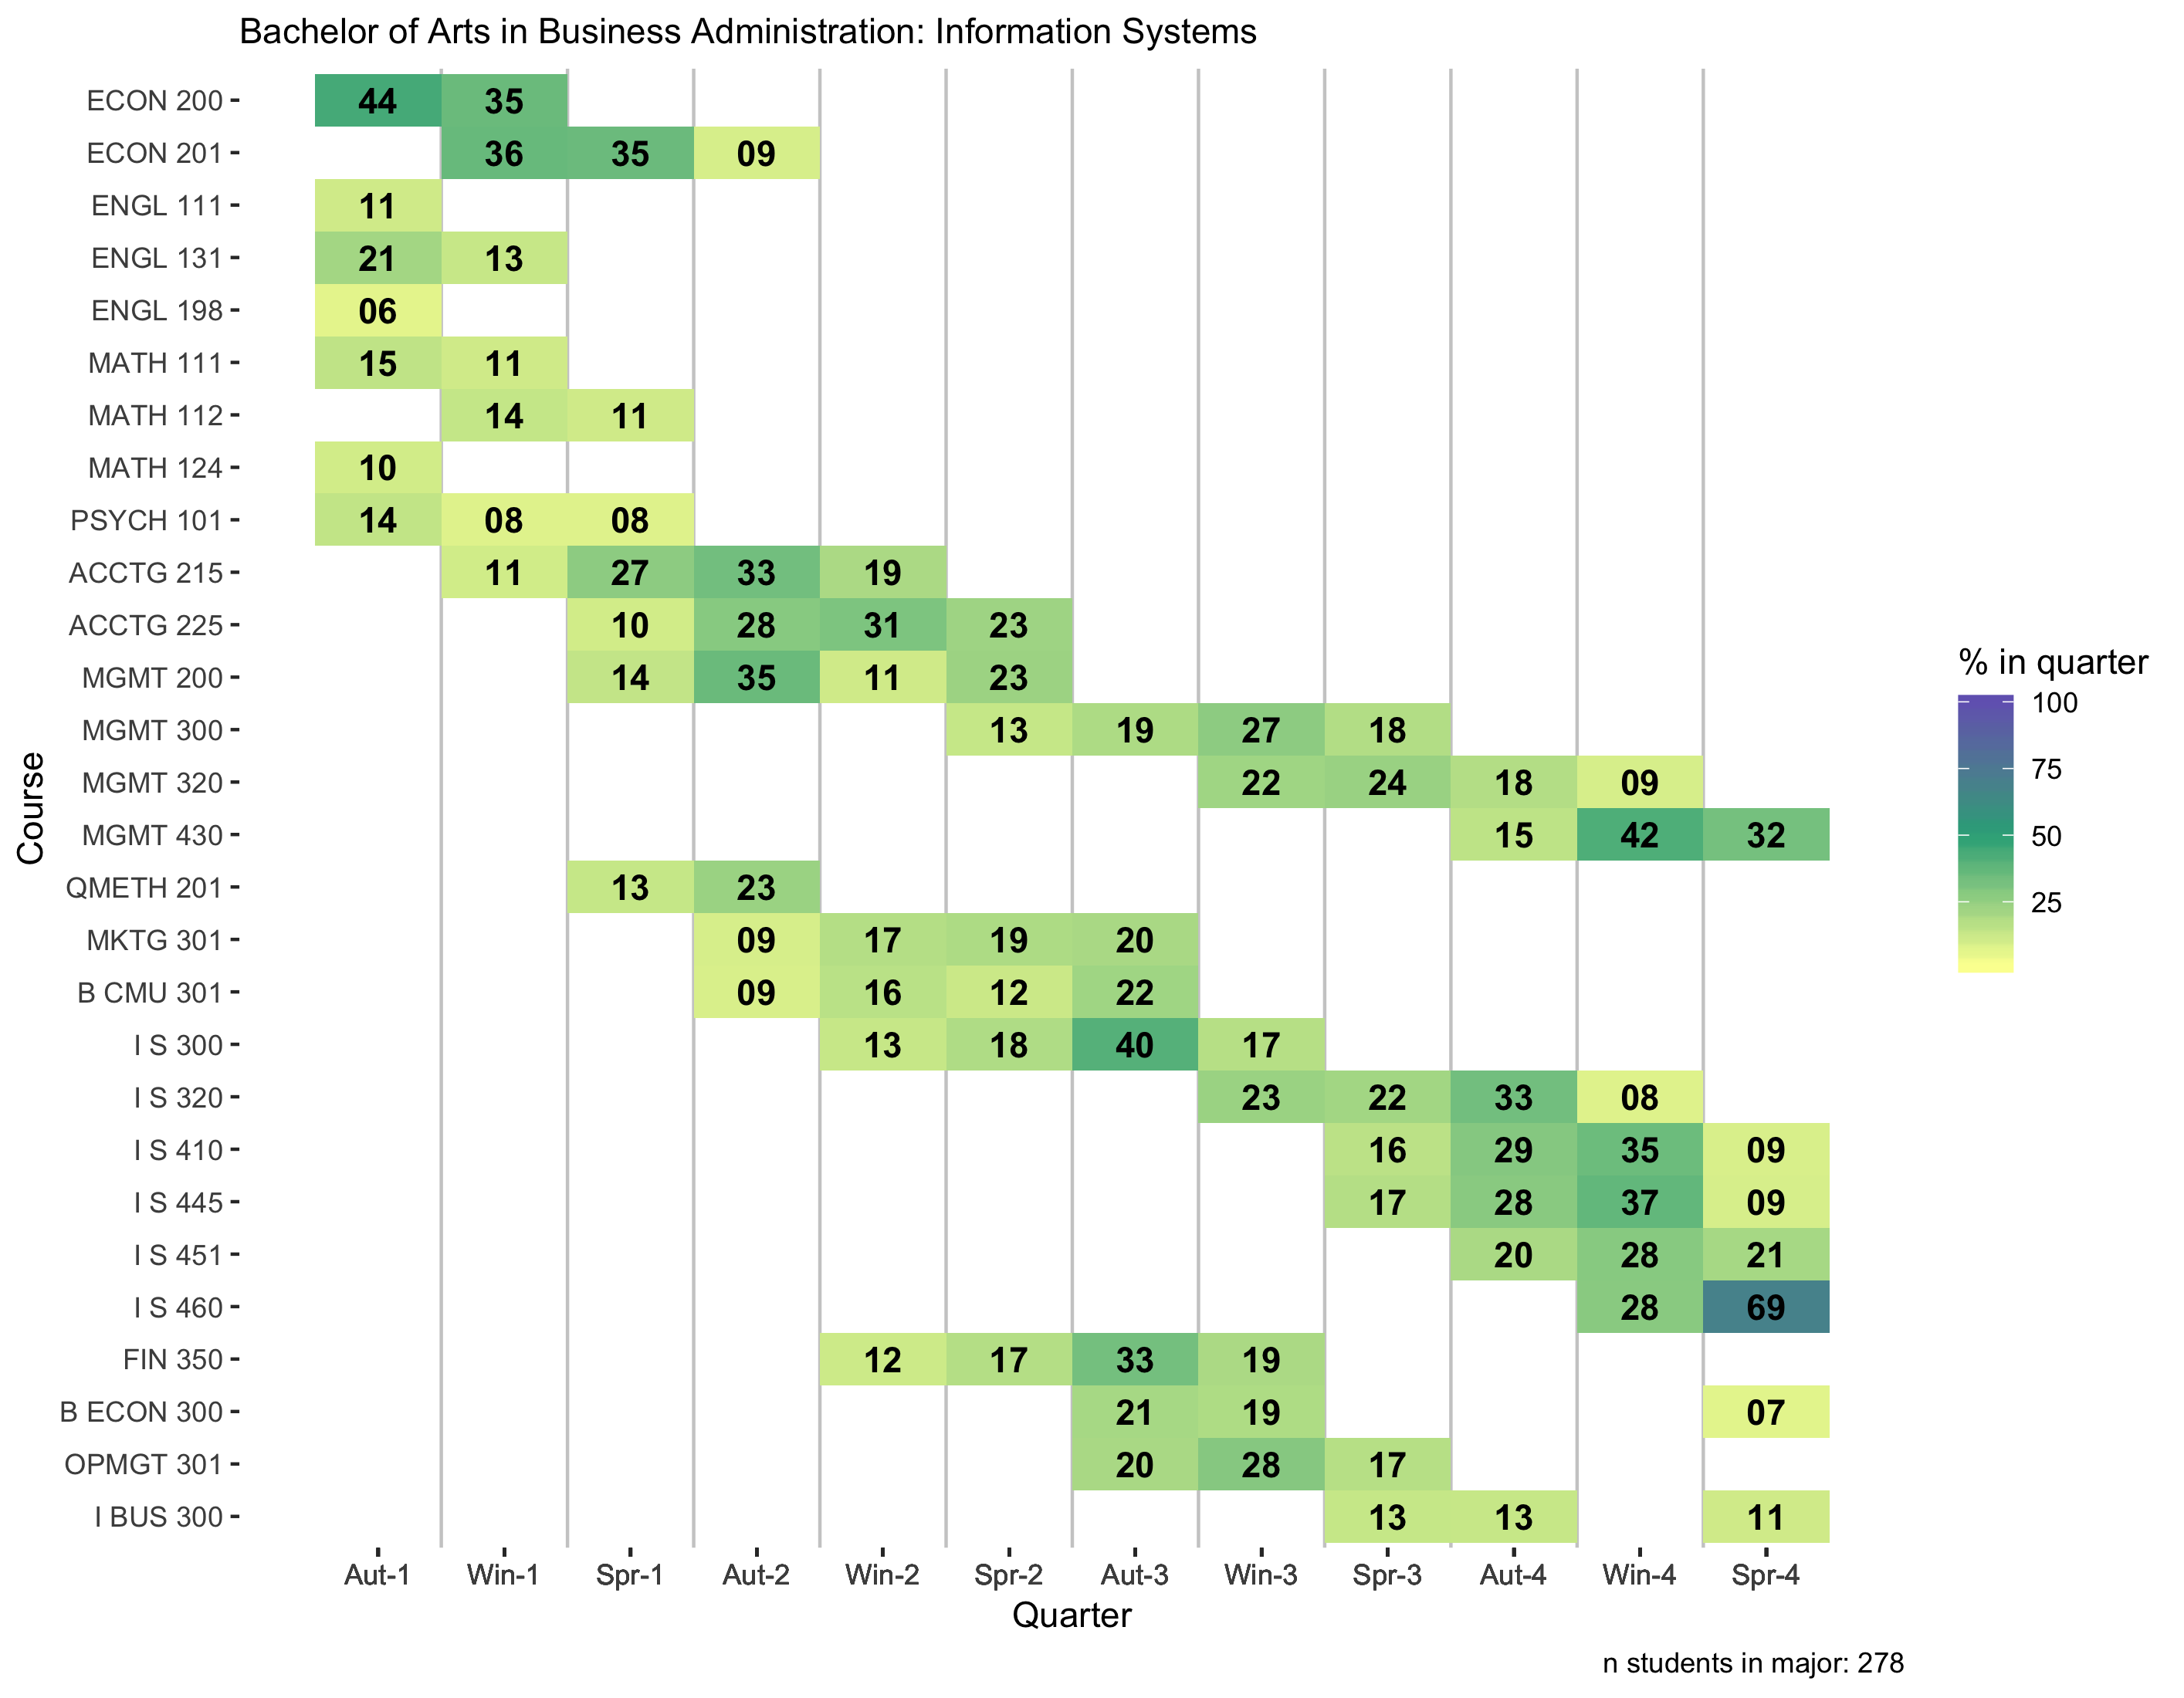 Bachelor of Arts in Business Administration: Information Systems
ECON 200 44 35
ECON 201 36 35 09
ENGL 111 11
ENGL 131 21 13
ENGL 198 06
MATH 111 15 11
MATH 112 14 11
MATH 124 10
PSYCH 101 14 08 08
ACCTG 215 11 27 33 19
ACCTG 225 10 28 31 23
MGMT 200 14 35 11 23
MGMT 300 13 19 27 18
MGMT 320 22 24 18 09
MGMT 430 15 42 32
QMETH 201 13 23
MKTG 301 09 17 19 20
B CMU 301 09 16 12 22
I S 300 13 18 40 17
I S 320 23 22 33 08
I S 410 16 29 35 09
I S 445 17 28 37 09
I S 451 20 28 21
I S 460 28 69
FIN 350 12 17 33 19
B ECON 300 21 19 07
OPMGT 301 20 28 17
I BUS 300 13 13 11
Aut-1 Win-1 Spr-1 Aut-2 Win-2 Spr-2 Aut-3 Win-3 Spr-3 Aut-4 Win-4 Spr-4
Quarter
Course
% in quarter
100
75
50
25
n students in major: 278